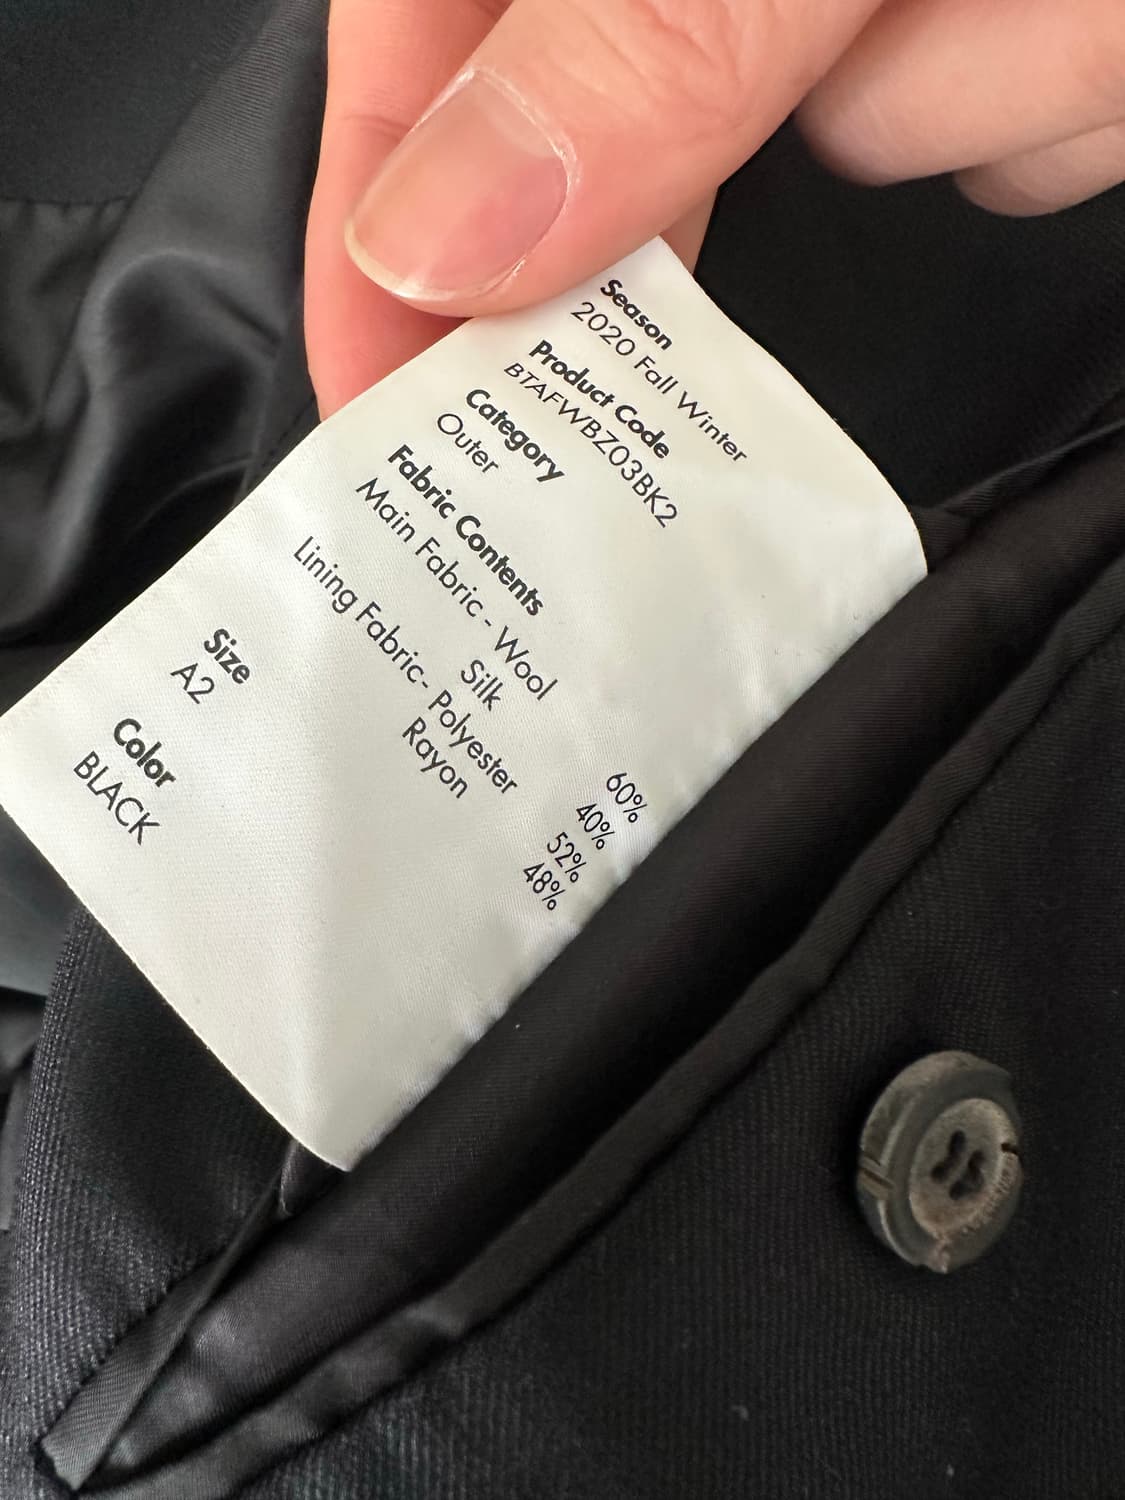 Season
2020 Fall Winter
Product Code
BTAFWBZ03BK2
Category
Outer
Fabric Contents
Main Fabric - Wool 60%
Silk 40%
Lining Fabric- Polyester 52%
Rayon 48%
Size
A2
Color
BLACK